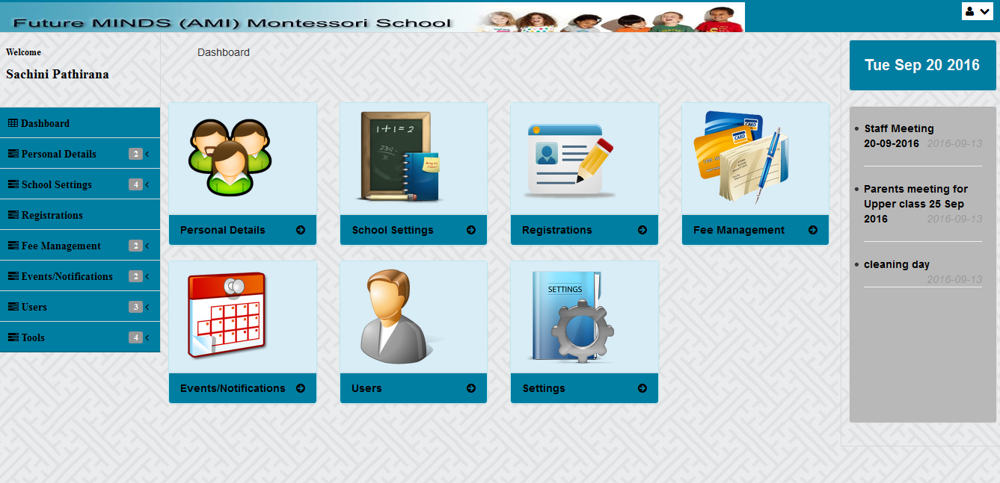 Future MINDS (AMI) Montessori School
Welcome
Sachini Pathirana
Dashboard
Personal Details 2
School Settings 4
Registrations
Fee Management 2
Events/Notifications 2
Users 3
Tools 4
Dashboard
1+1=2
CARD
CARD
Personal Details
School Settings
Registrations
Fee Management
SETTINGS
Events/Notifications
Users
Settings
Tue Sep 20 2016
Staff Meeting
20-09-2016 2016-09-13
Parents meeting for
Upper class 25 Sep
2016 2016-09-13
cleaning day
2016-09-13